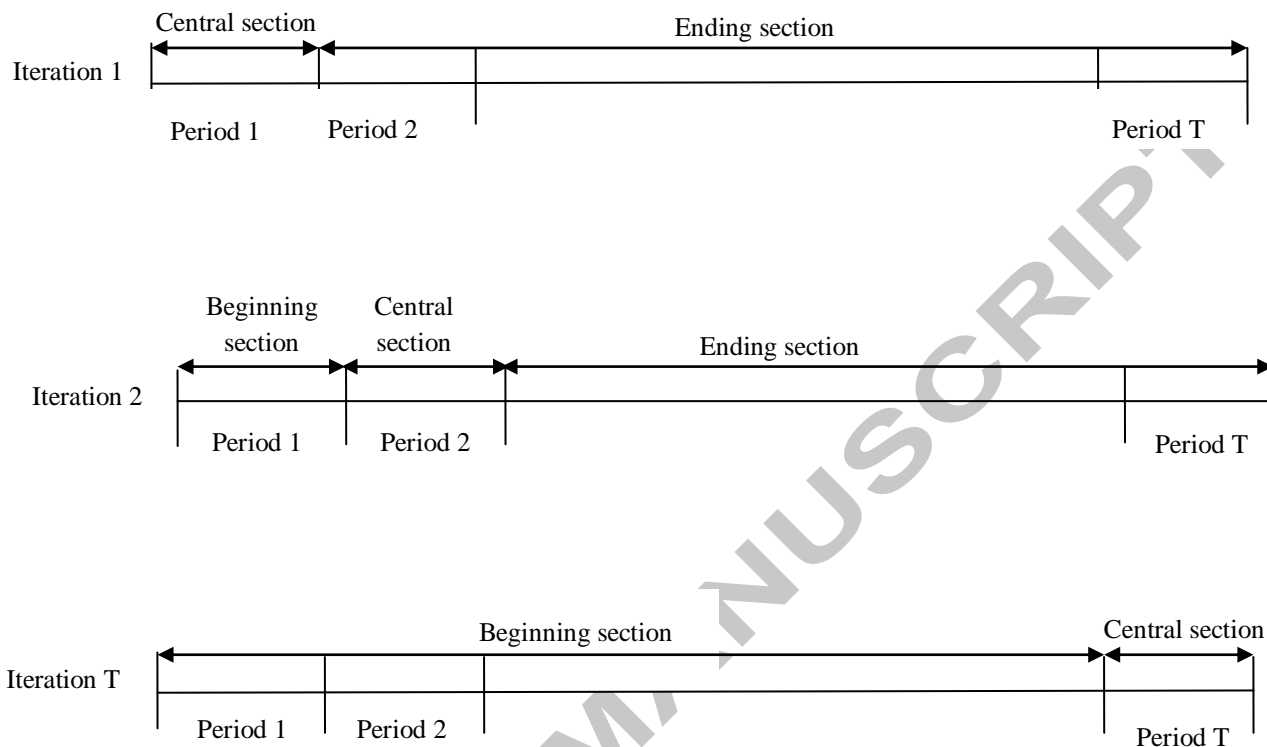 Central section
Ending section
Iteration 1
Period 1
Period 2
Period T
Beginning section
Central section
Ending section
Iteration 2
Period 1
Period 2
Period T
Beginning section
Central section
Iteration T
Period 1
Period 2
Period T
MANUSCRIPT